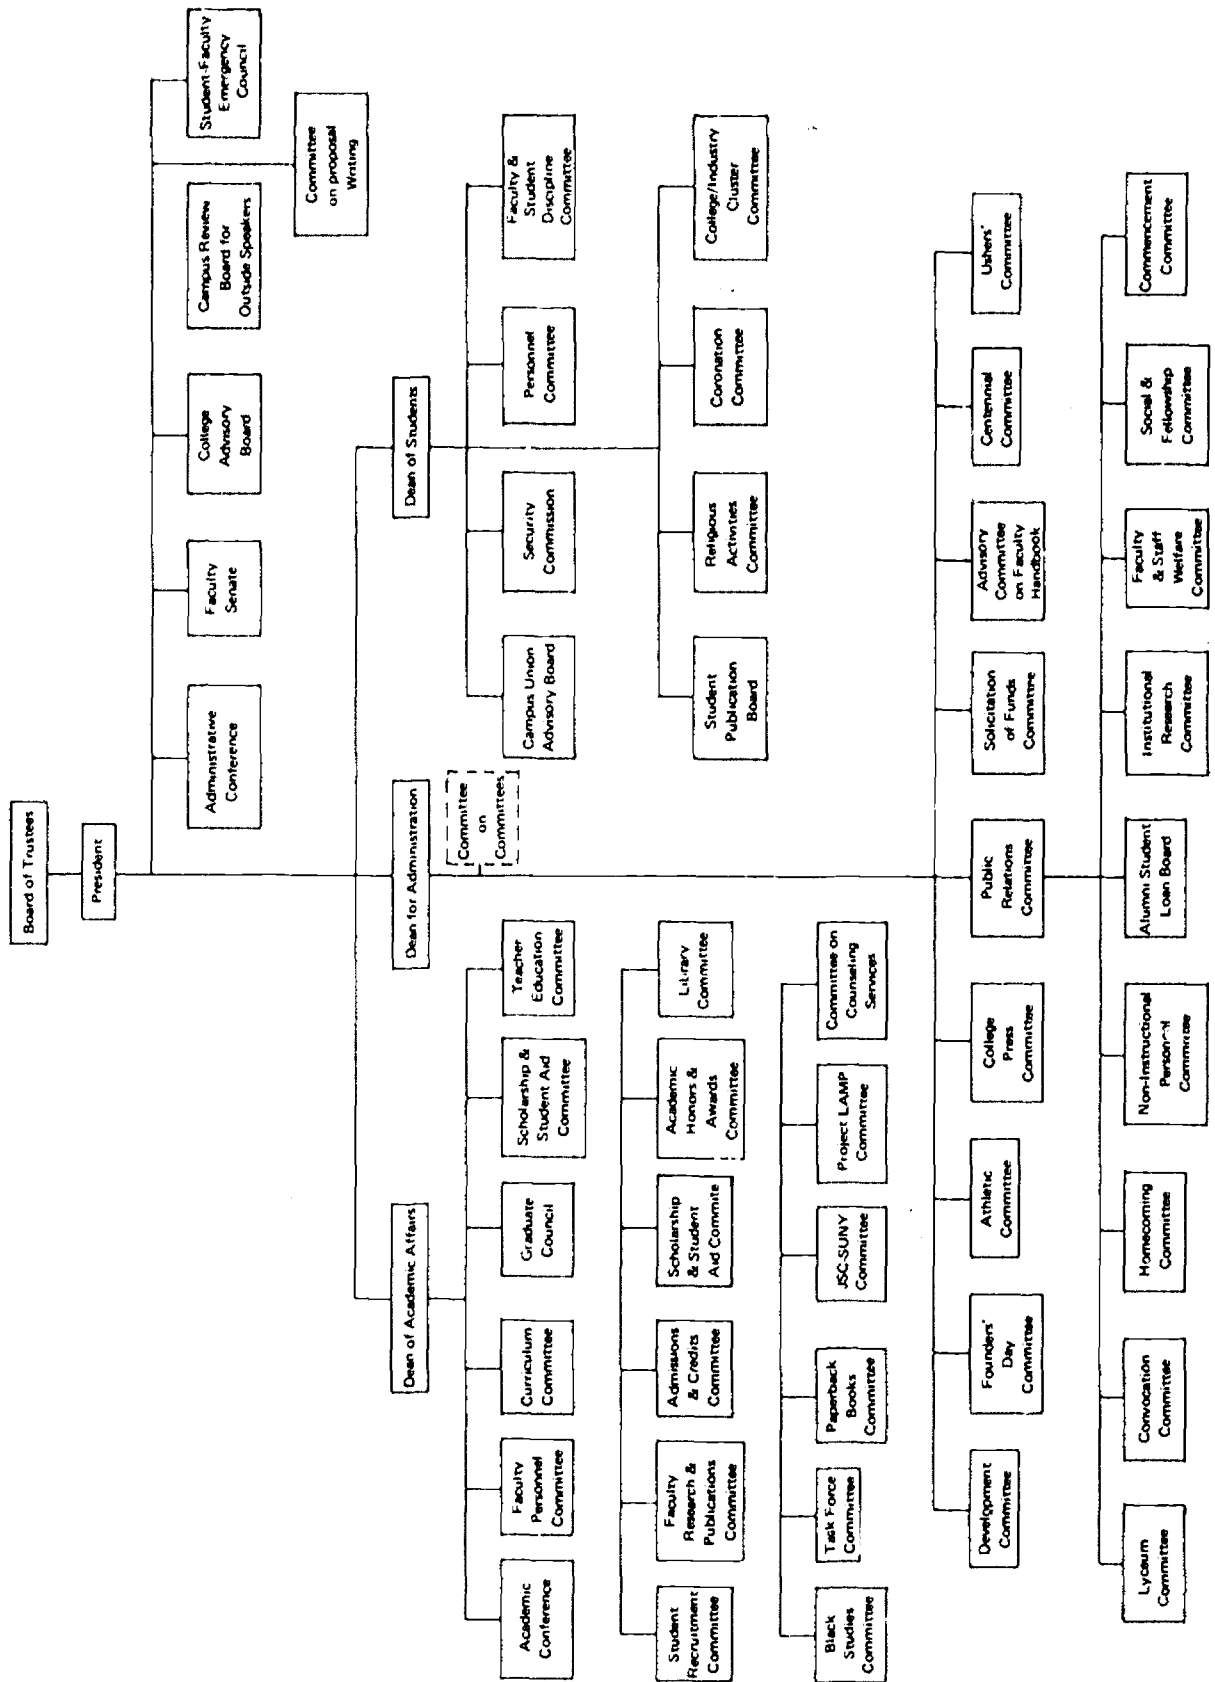 Board of Trustees
President
Administrative
Conference
Faculty
Senate
College
Advisory
Board
Campus Review
Board for
Outside Speakers
Student-Faculty
Emergency
Council
Committee
on proposal
Writing
Dean of Academic Affairs
Dean for Administration
Dean of Students
Committee
on
Committees
Academic
Conference
Faculty
Personnel
Committee
Curriculum
Committee
Graduate
Council
Scholarship &
Student Aid
Committee
Teacher
Education
Committee
Campus Union
Advisory Board
Security
Commission
Personnel
Committee
Faculty &
Student
Discipline
Committee
Student
Recruitment
Committee
Faculty
Research &
Publications
Committee
Admissions
& Credits
Committee
Scholarship
& Student
Aid Commite
Academic
Honors &
Awards
Committee
Library
Committee
Student
Publication
Board
Religious
Activities
Committee
Coronation
Committee
College/Industry
Cluster
Committee
Black
Studies
Committee
Task Force
Committee
Paperback
Books
Committee
JSC-SUNY
Committee
Project LAMP
Committee
Committee on
Counseling
Services
Development
Committee
Founders'
Day
Committee
Athletic
Committee
College
Press
Committee
Public
Relations
Committee
Solicitation
of Funds
Committee
Advisory
Committee
on Faculty
Handbook
Centennial
Committee
Ushers'
Committee
Lyceum
Committee
Convocation
Committee
Homecoming
Committee
Non-Instructional
Personnel
Committee
Alumni Student
Loan Board
Institutional
Research
Committee
Faculty
& Staff
Welfare
Committee
Social &
Fellowship
Committee
Commencement
Committee